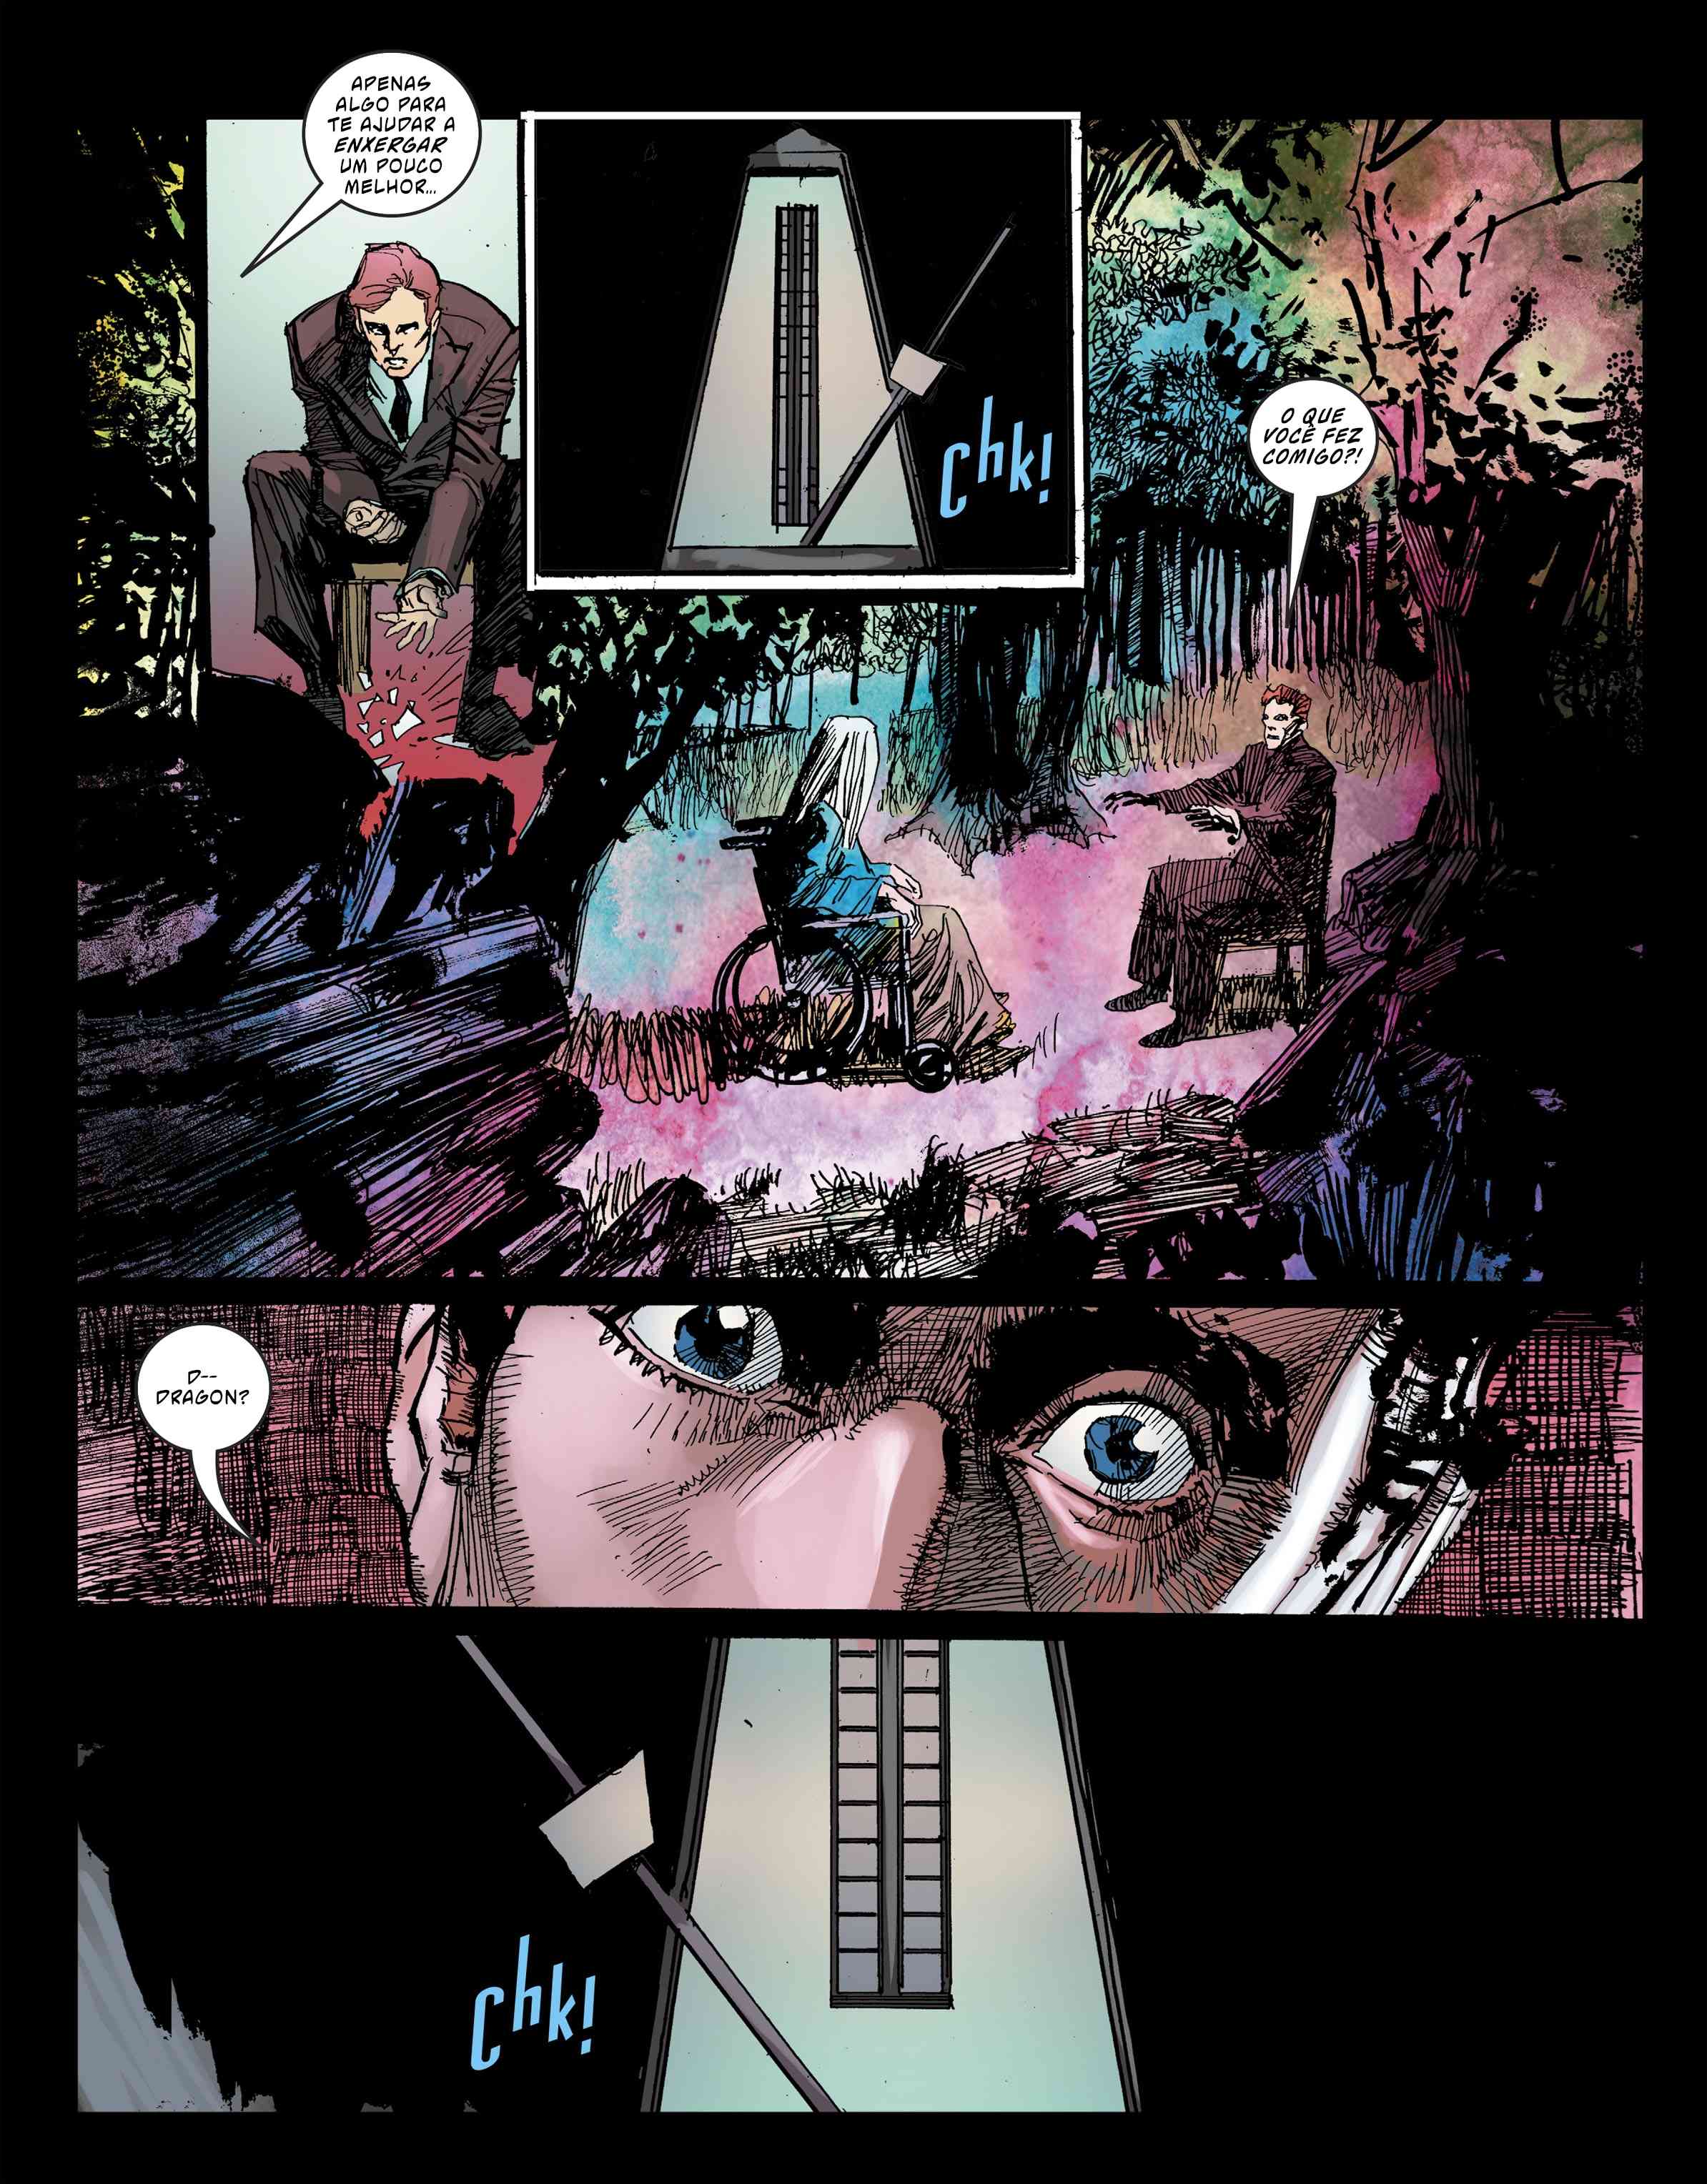 APENAS
ALGO PARA
TE AJUDAR A
ENXERGAR
UM POUCO
MELHOR...
Chk!
O QUE
VOCÊ FEZ
COMIGO?!
D--
DRAGON?
Chk!